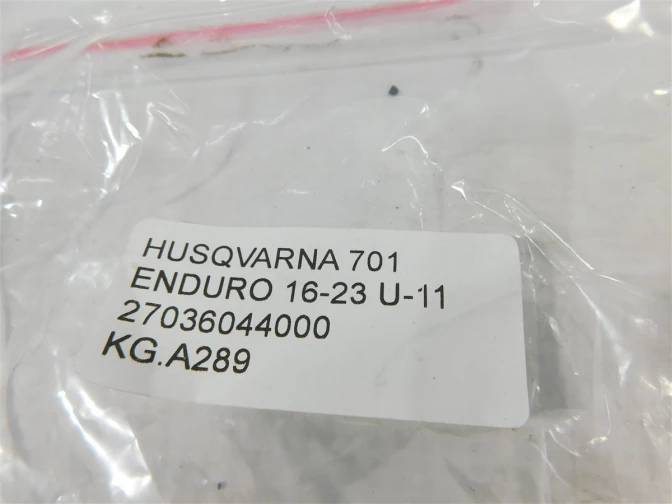 HUSQVARNA 701
ENDURO 16-23 U-11
27036044000
KG.A289